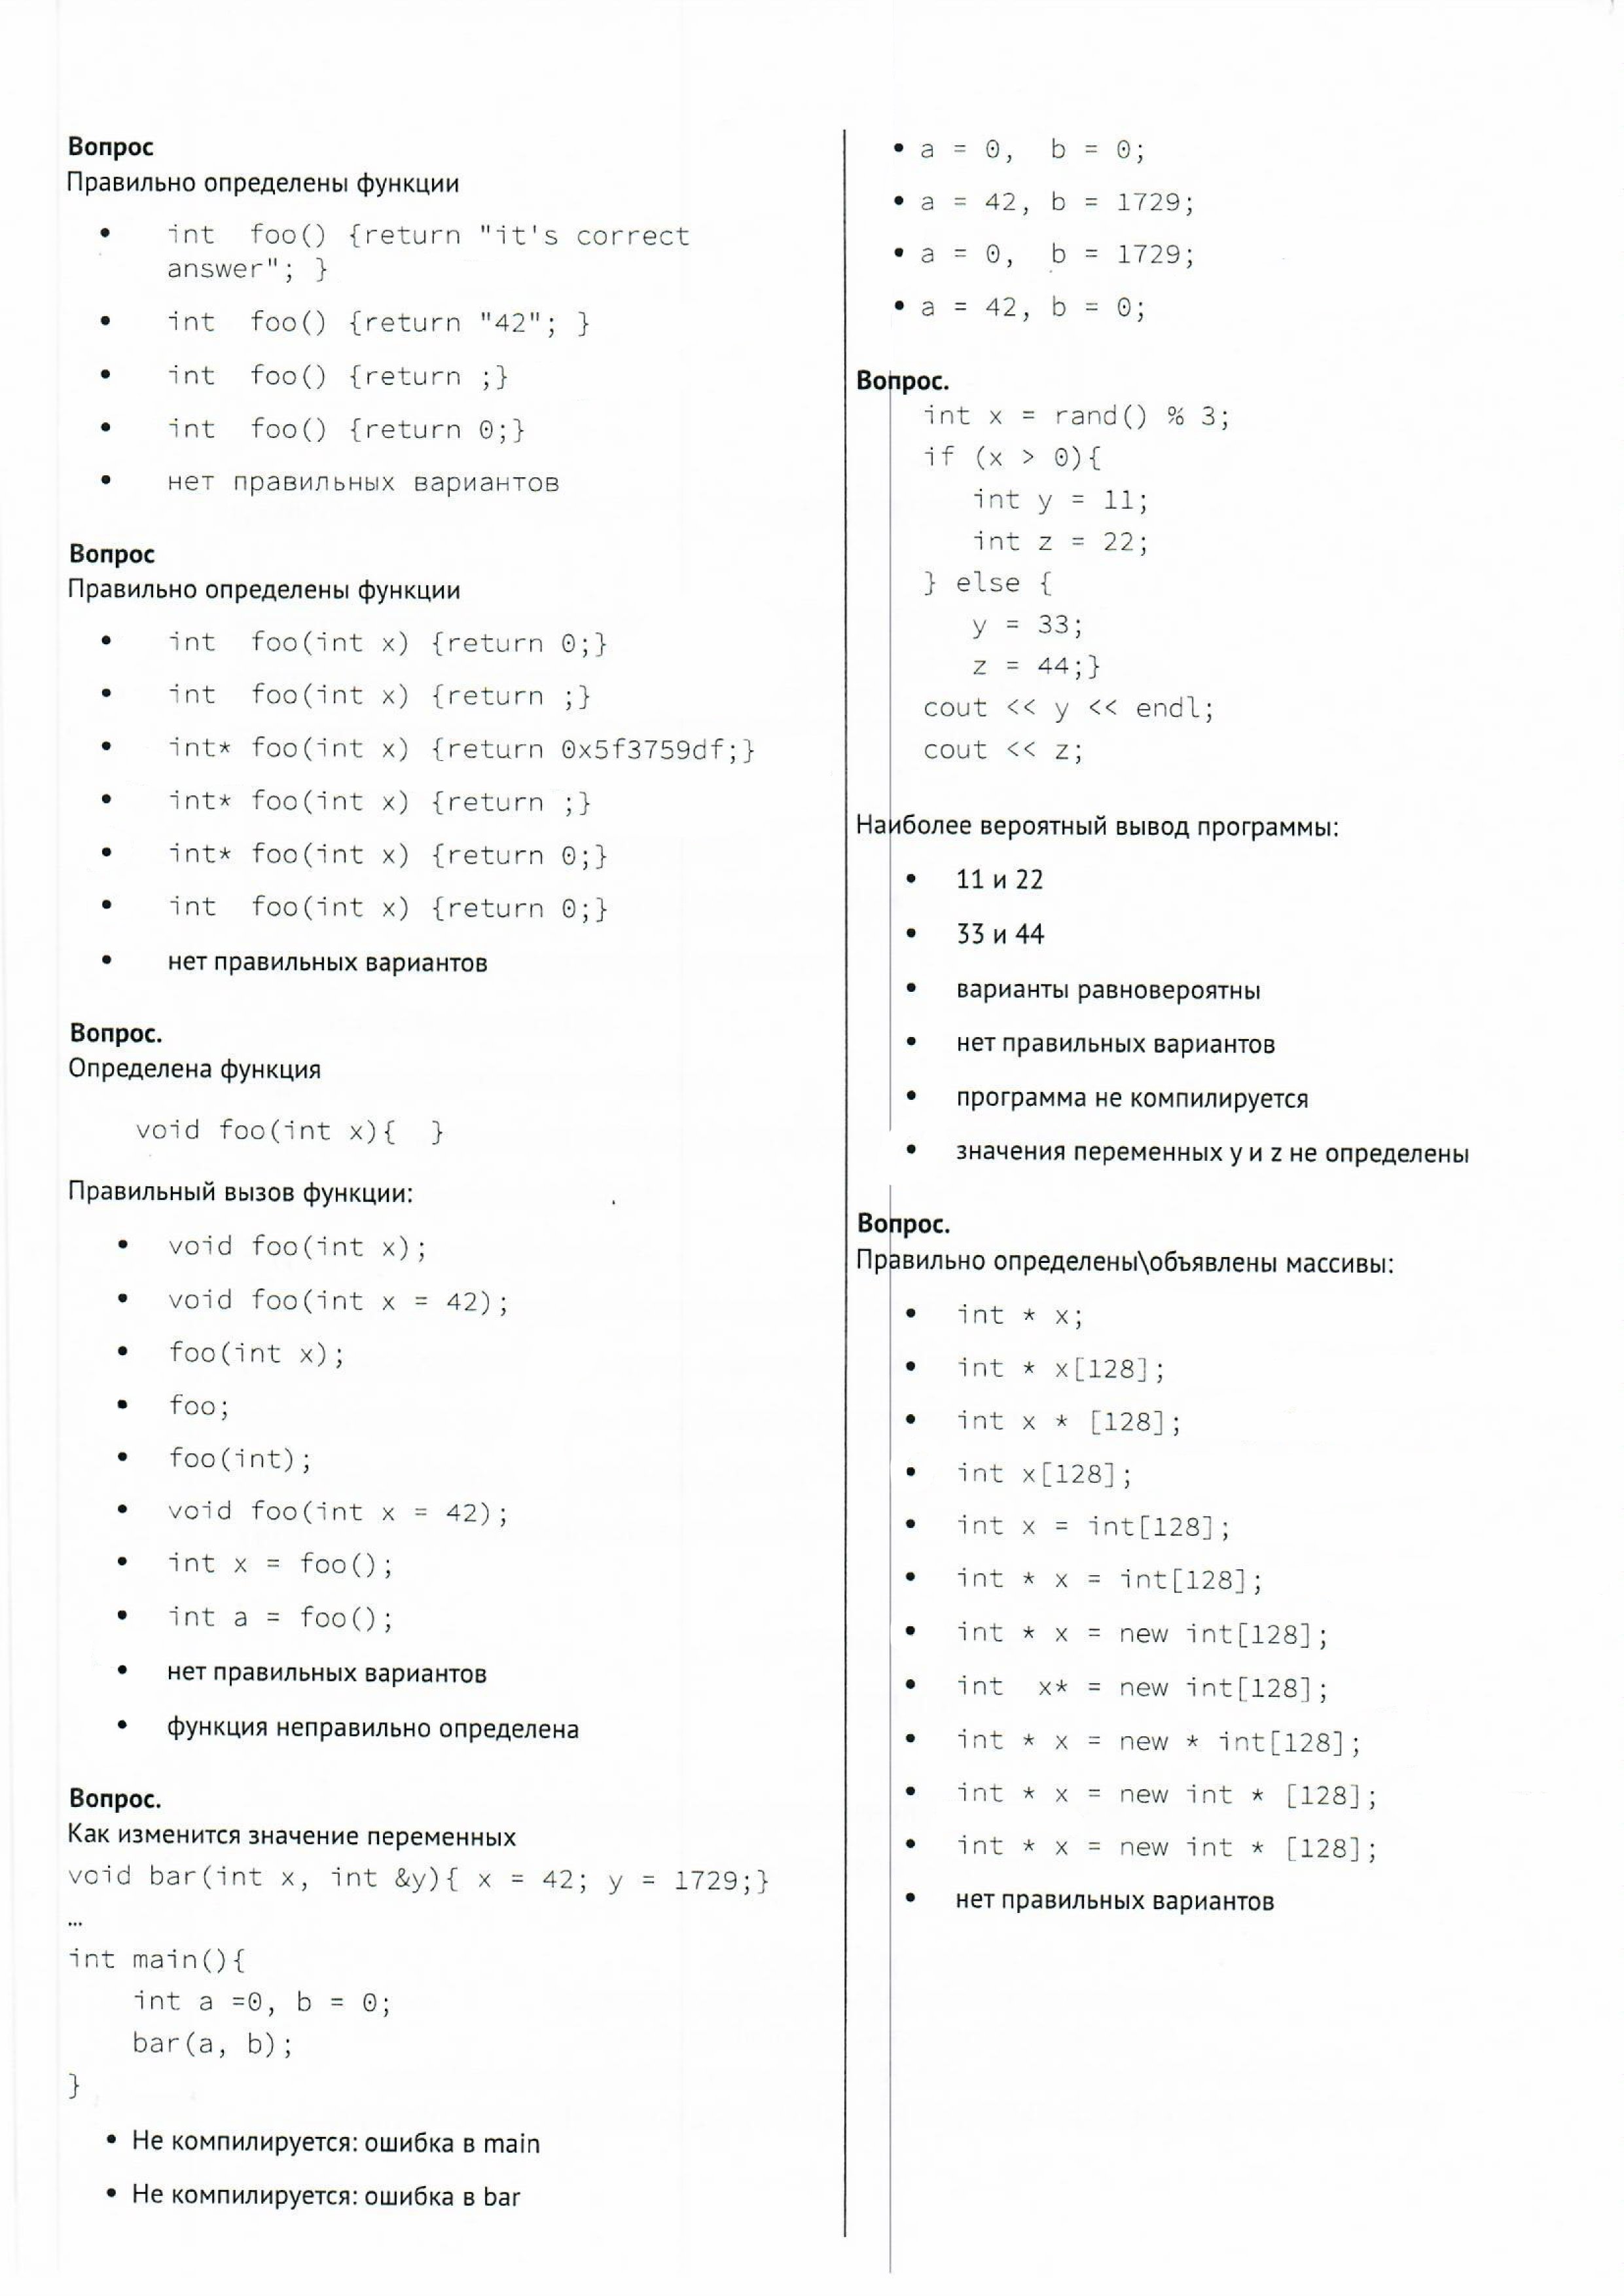 Вопрос
Правильно определены функции
• int  foo() {return "it's correct
answer"; }
• int  foo() {return "42"; }
• int  foo() {return ;}
• int  foo() {return 0;}
• нет правильных вариантов
Вопрос
Правильно определены функции
• int  foo(int x) {return 0;}
• int  foo(int x) {return ;}
• int* foo(int x) {return 0x5f3759df;}
• int* foo(int x) {return ;}
• int* foo(int x) {return 0;}
• int  foo(int x) {return 0;}
• нет правильных вариантов
Вопрос.
Определена функция
void foo(int x){  }
Правильный вызов функции:
• void foo(int x);
• void foo(int x = 42);
• foo(int x);
• foo;
• foo(int);
• void foo(int x = 42);
• int x = foo();
• int a = foo();
• нет правильных вариантов
• функция неправильно определена
Вопрос.
Как изменится значение переменных
void bar(int x, int &y){ x = 42; y = 1729;}
…
int main(){
int a =0, b = 0;
bar(a, b);
}
• Не компилируется: ошибка в main
• Не компилируется: ошибка в bar
• a = 0,  b = 0;
• a = 42, b = 1729;
• a = 0,  b = 1729;
• a = 42, b = 0;
Вопрос.
int x = rand() % 3;
if (x > 0){
int y = 11;
int z = 22;
} else {
y = 33;
z = 44;}
cout << y << endl;
cout << z;
Наиболее вероятный вывод программы:
• 11 и 22
• 33 и 44
• варианты равновероятны
• нет правильных вариантов
• программа не компилируется
• значения переменных y и z не определены
Вопрос.
Правильно определены\объявлены массивы:
• int * x;
• int * x[128];
• int x * [128];
• int x[128];
• int x = int[128];
• int * x = int[128];
• int * x = new int[128];
• int  x* = new int[128];
• int * x = new * int[128];
• int * x = new int * [128];
• int * x = new int * [128];
• нет правильных вариантов